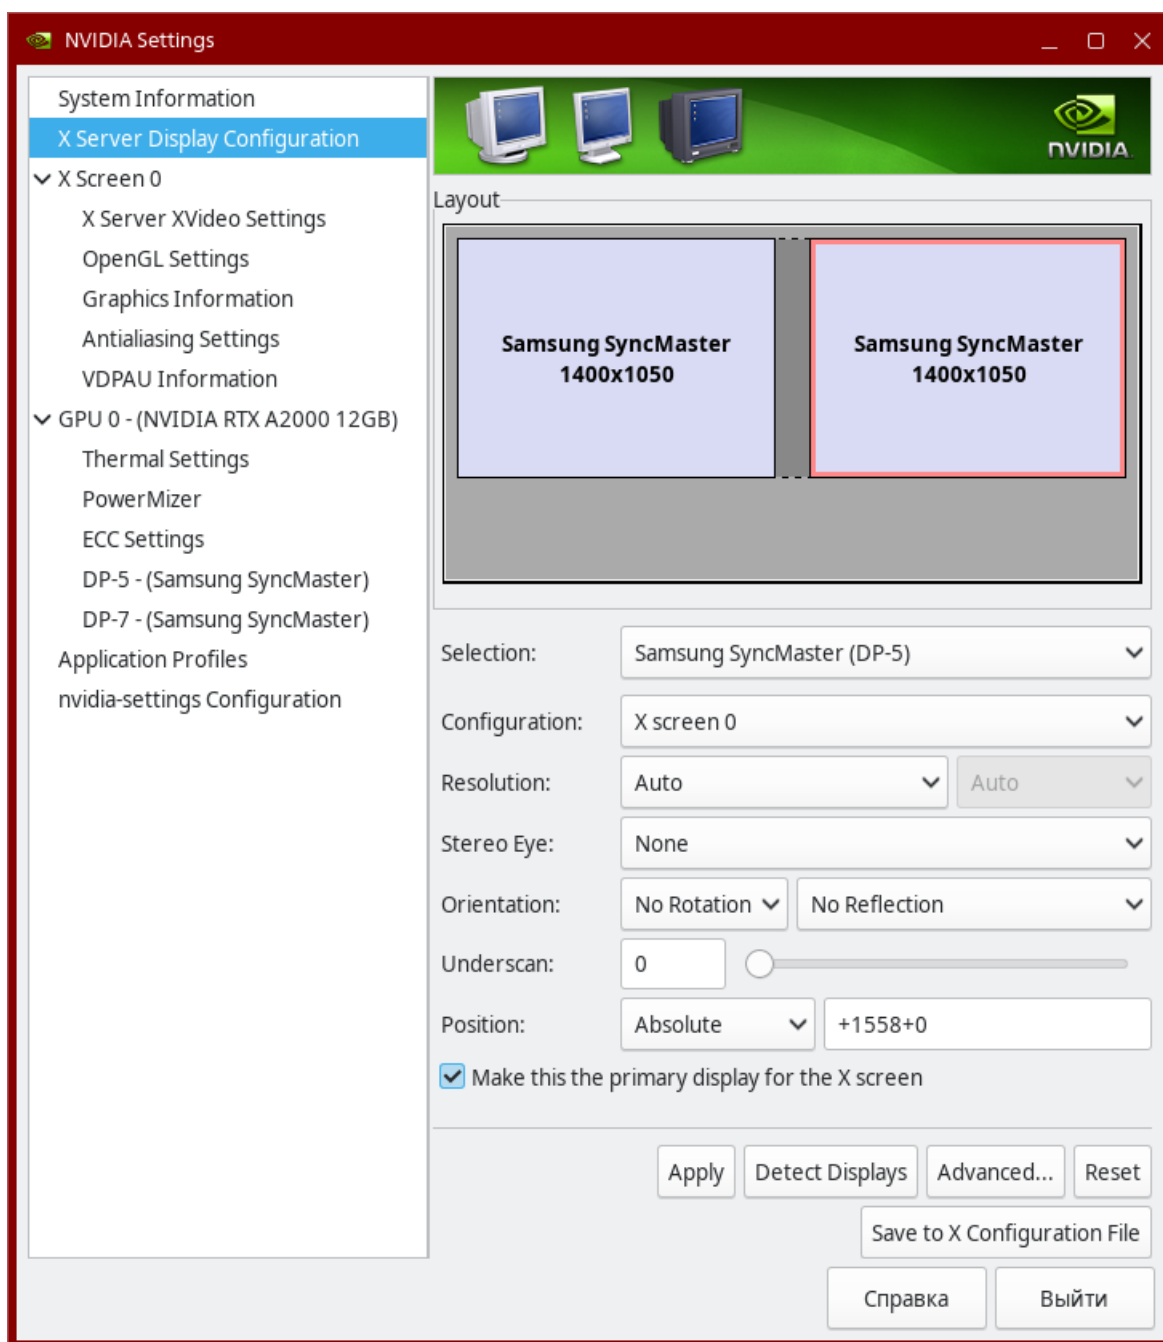 NVIDIA Settings
System Information
X Server Display Configuration
X Screen 0
X Server XVideo Settings
OpenGL Settings
Graphics Information
Antialiasing Settings
VDPAU Information
GPU 0 - (NVIDIA RTX A2000 12GB)
Thermal Settings
PowerMizer
ECC Settings
DP-5 - (Samsung SyncMaster)
DP-7 - (Samsung SyncMaster)
Application Profiles
nvidia-settings Configuration
NVIDIA.
Layout
Samsung SyncMaster
1400x1050
Samsung SyncMaster
1400x1050
Selection: Samsung SyncMaster (DP-5)
Configuration: X screen 0
Resolution: Auto Auto
Stereo Eye: None
Orientation: No Rotation No Reflection
Underscan: 0
Position: Absolute +1558+0
Make this the primary display for the X screen
Apply Detect Displays Advanced... Reset
Save to X Configuration File
Справка Выйти